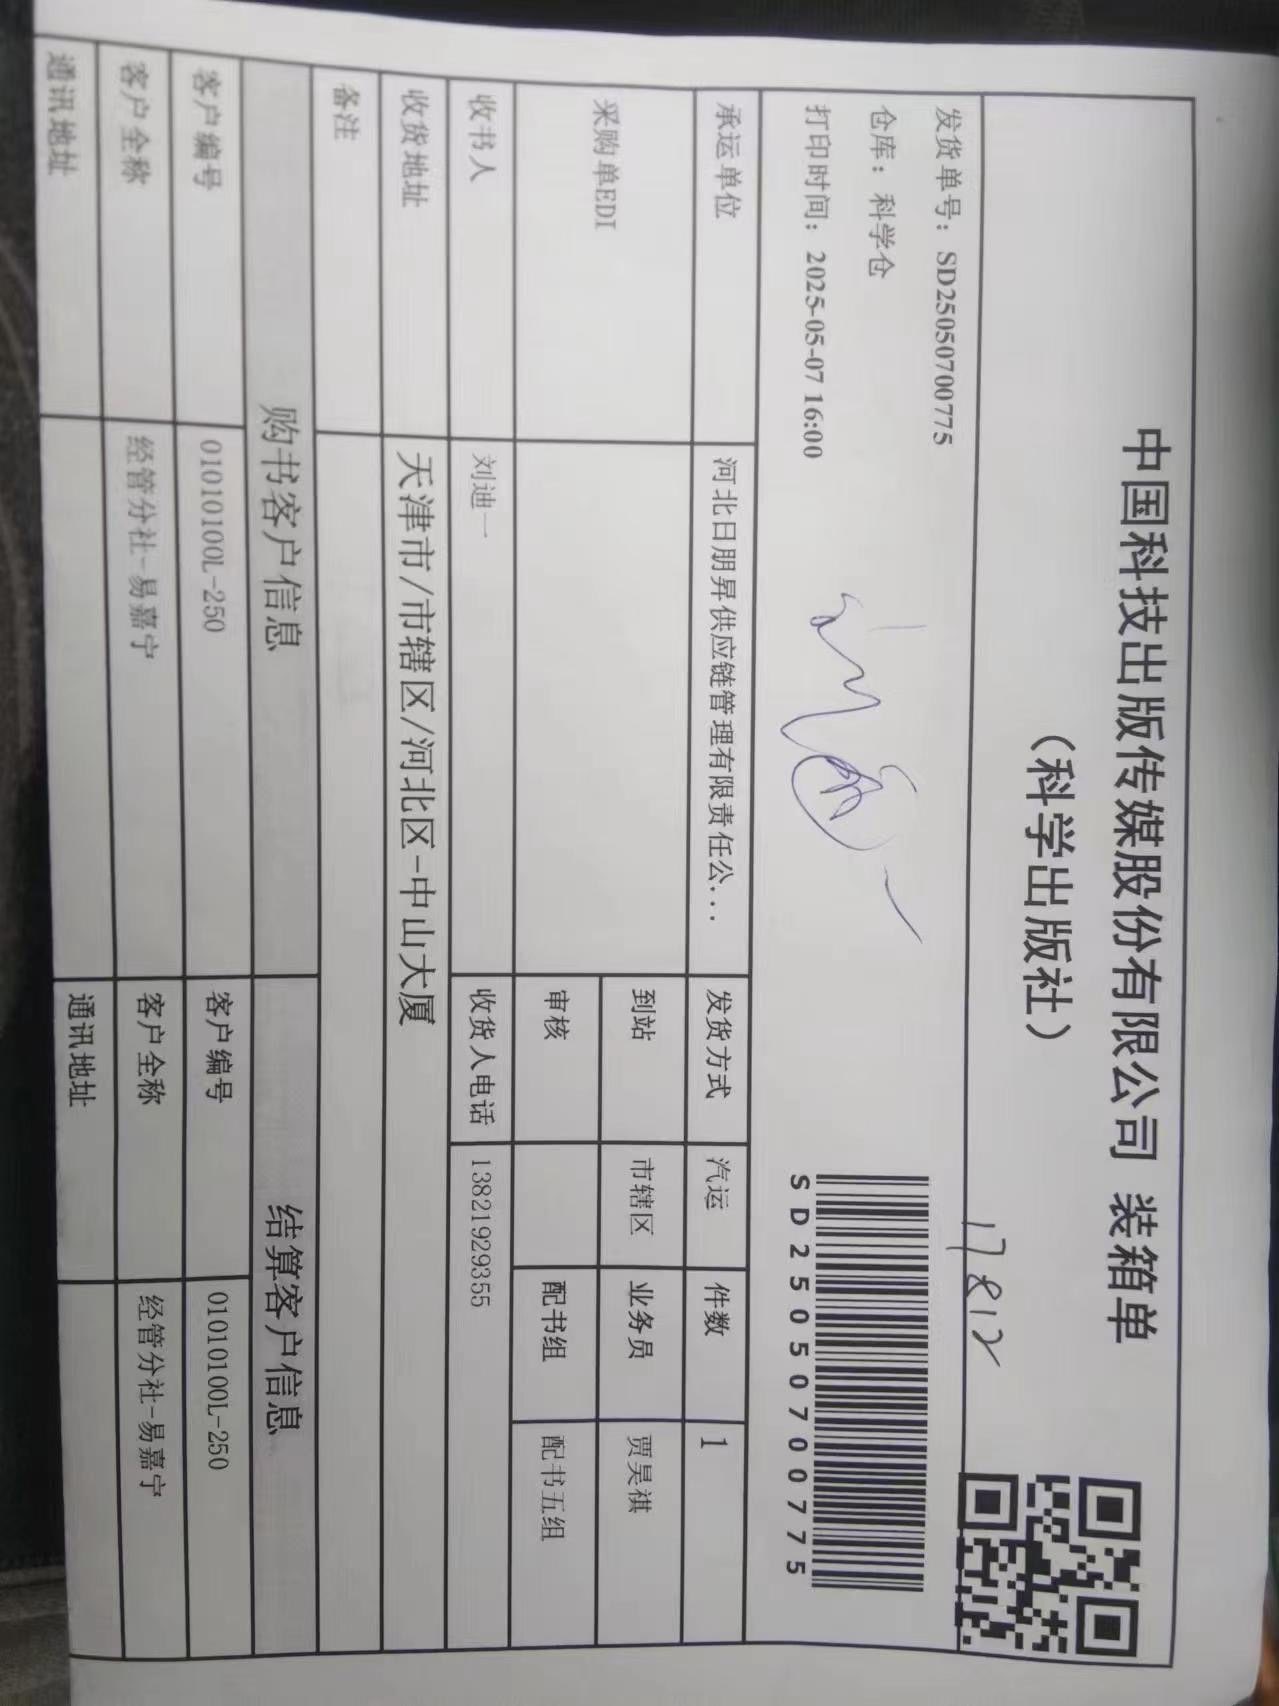 中国科技出版传媒股份有限公司 装箱单
（科学出版社）
17812
发货单号：SD25050700775
仓库：科学仓
打印时间：2025-05-07 16:00
SD25050700775
承运单位 河北日朋昇供应链管理有限责任公... 发货方式 汽运 件数 1
采购单EDI 到站 市辖区 业务员 贾昊祺
审核 配书组 配书五组
收书人 刘迪一 收货人电话 13821929355
收货地址 天津市/市辖区/河北区-中山大厦
备注
购书客户信息 结算客户信息
客户编号 0101010OL-250 客户编号 0101010OL-250
客户全称 经管分社-易嘉宁 客户全称 经管分社-易嘉宁
通讯地址 通讯地址